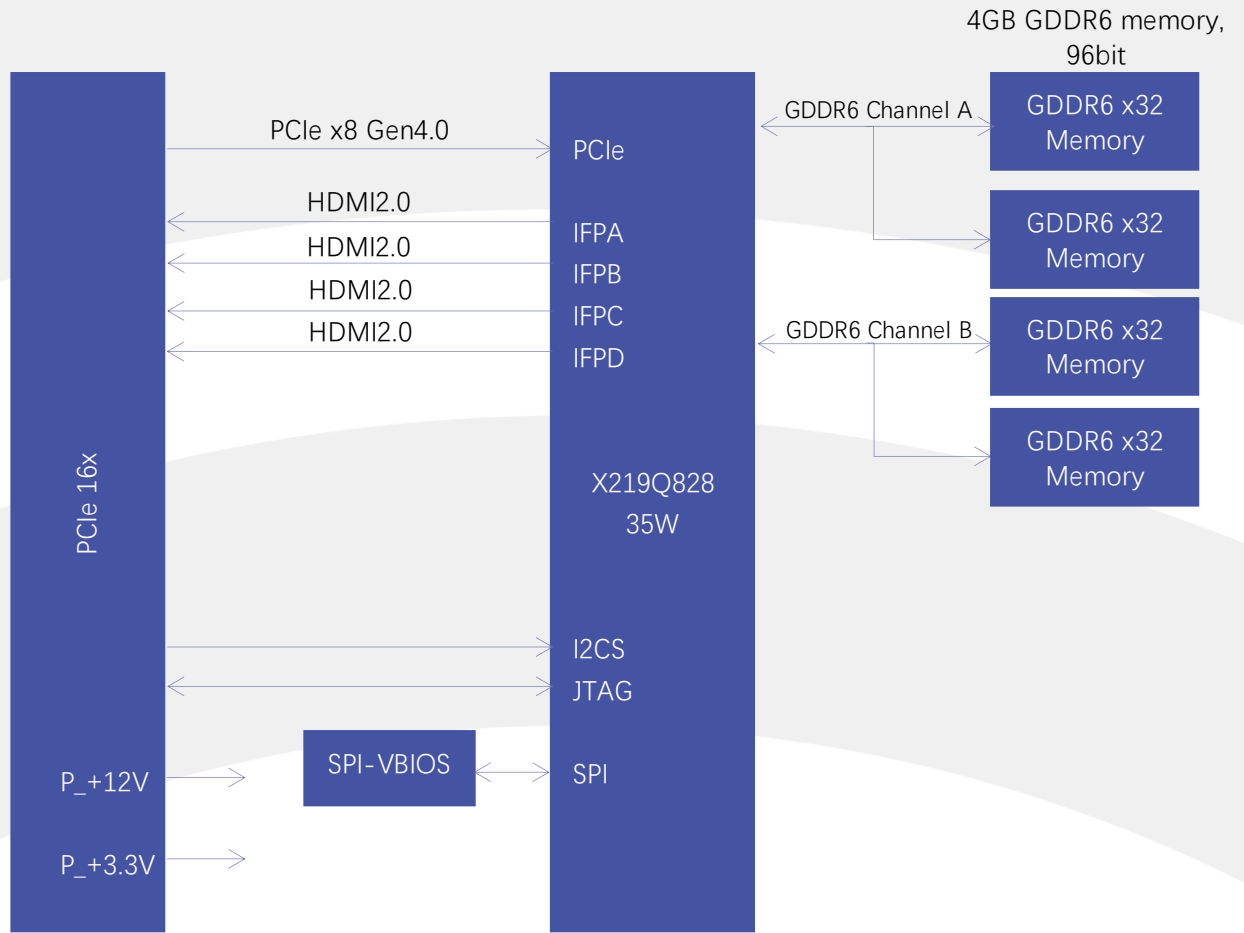 4GB GDDR6 memory,
96bit
PCIe 16x
P_+12V
P_+3.3V
PCIe x8 Gen4.0
HDMI2.0
HDMI2.0
HDMI2.0
HDMI2.0
SPI-VBIOS
PCIe
IFPA
IFPB
IFPC
IFPD
X219Q828
35W
I2CS
JTAG
SPI
GDDR6 Channel A
GDDR6 Channel B
GDDR6 x32
Memory
GDDR6 x32
Memory
GDDR6 x32
Memory
GDDR6 x32
Memory